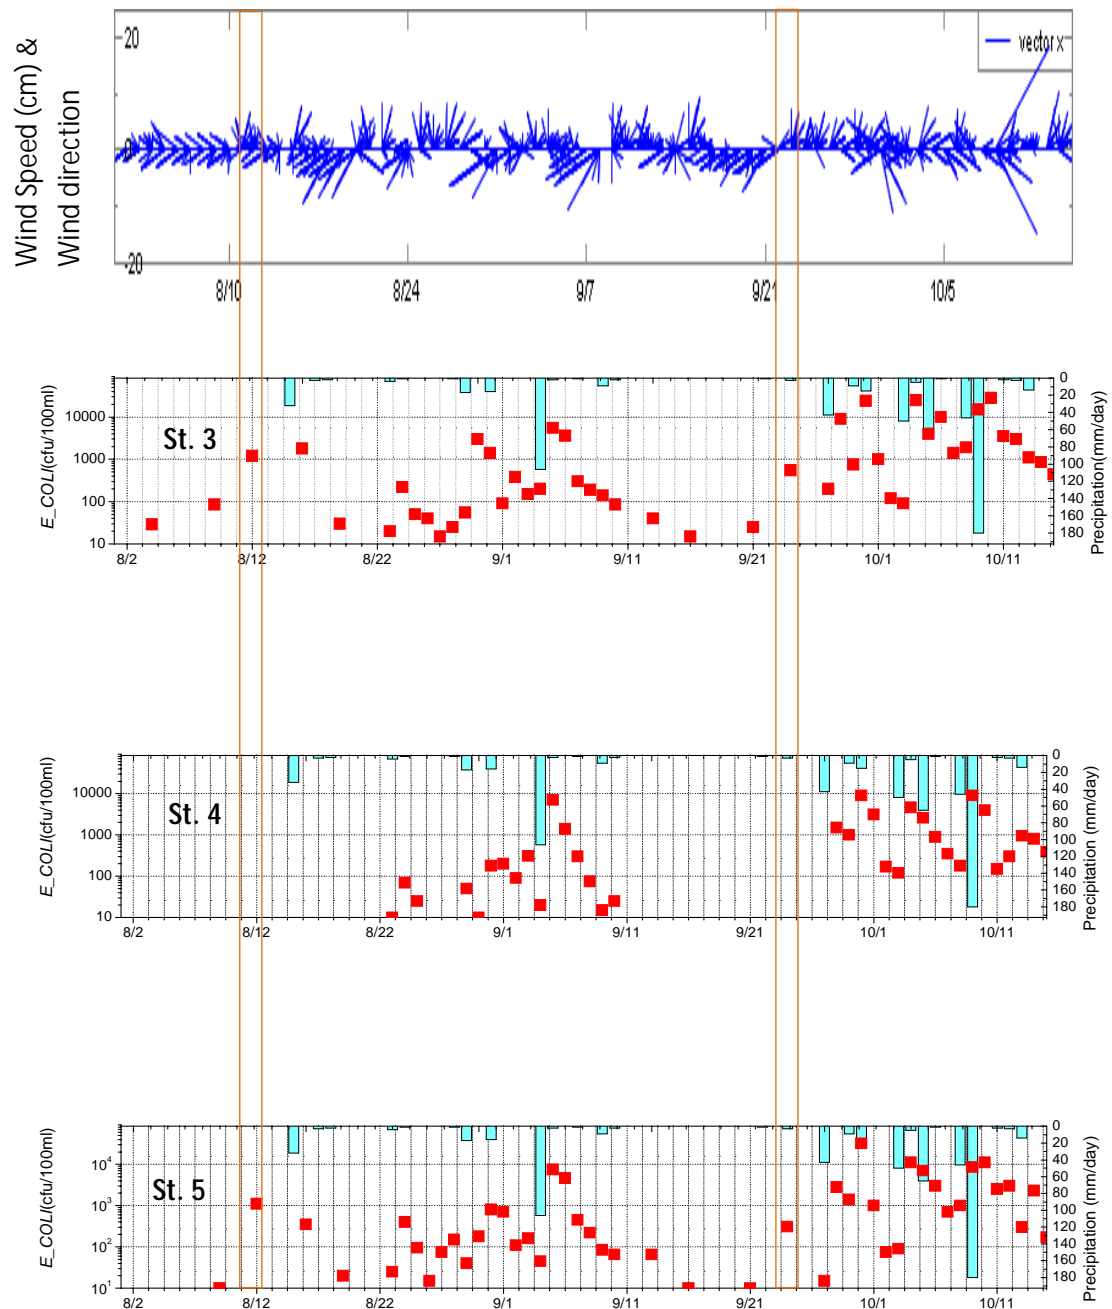 Wind Speed (cm) &
Wind direction
20
0
-20
vector x
8/10 8/24 9/7 9/21 10/5
E_COLI(cfu/100ml)
10000
1000
100
10
St. 3
0
20
40
60
80
100
120
140
160
180
Precipitation(mm/day)
8/2 8/12 8/22 9/1 9/11 9/21 10/1 10/11
E_COLI(cfu/100ml)
10000
1000
100
10
St. 4
0
20
40
60
80
100
120
140
160
180
Precipitation (mm/day)
8/2 8/12 8/22 9/1 9/11 9/21 10/1 10/11
E_COLI(cfu/100ml)
10⁴
10³
10²
10¹
St. 5
0
20
40
60
80
100
120
140
160
180
Precipitation (mm/day)
8/2 8/12 8/22 9/1 9/11 9/21 10/1 10/11